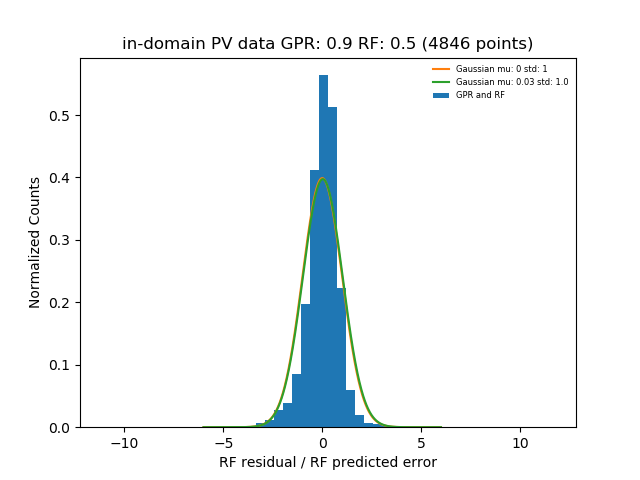 in-domain PV data GPR: 0.9 RF: 0.5 (4846 points)
Gaussian mu: 0 std: 1
Gaussian mu: 0.03 std: 1.0
GPR and RF
Normalized Counts
0.5
0.4
0.3
0.2
0.1
0.0
−10 −5 0 5 10
RF residual / RF predicted error